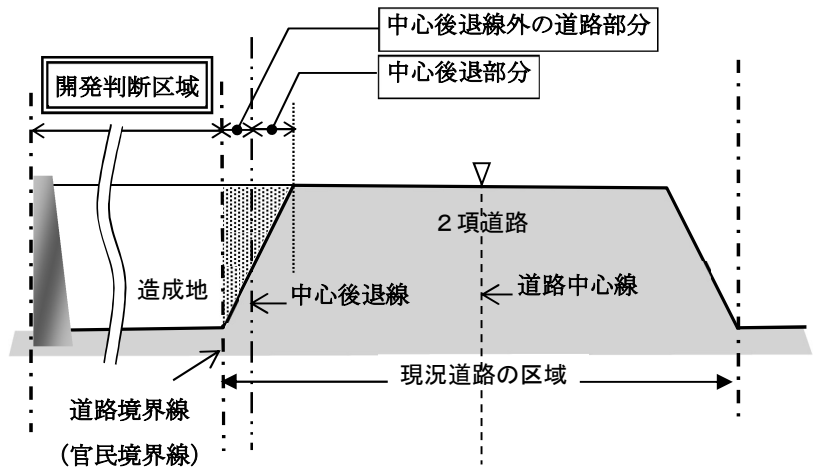 中心後退線外の道路部分
中心後退部分
開発判断区域
2項道路
造成地
中心後退線
道路中心線
現況道路の区域
道路境界線
(官民境界線)